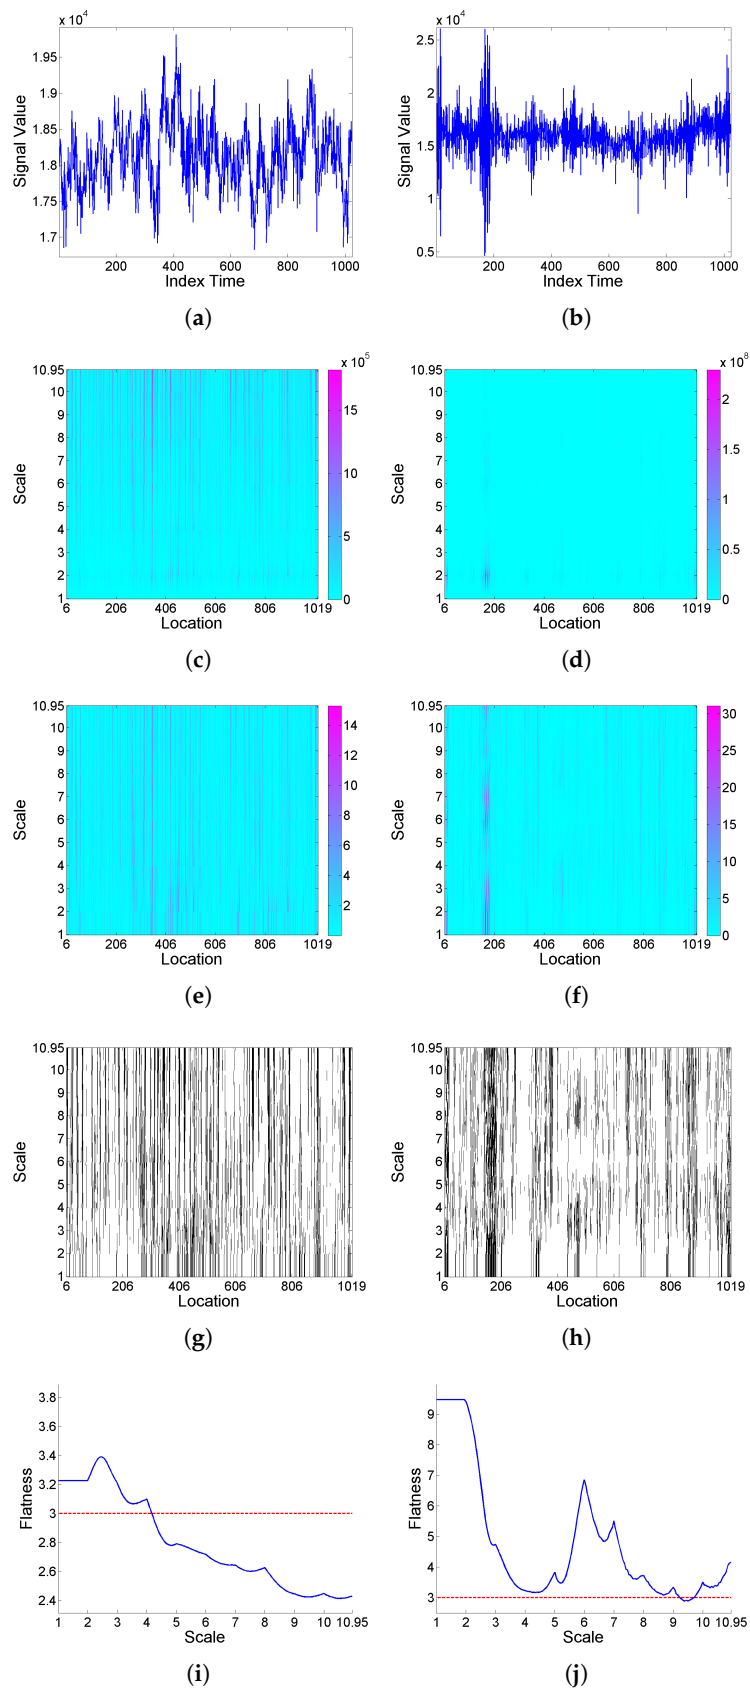 x 10^4
1.95
1.9
1.85
1.8
1.75
1.7
Signal Value
200 400 600 800 1000
Index Time
(a)
x 10^4
2.5
2
1.5
1
0.5
Signal Value
200 400 600 800 1000
Index Time
(b)
x 10^5
10.95
10
9
8
7
6
5
4
3
2
1
Scale
6 206 406 606 806 1019
Location
15
10
5
0
(c)
x 10^8
10.95
10
9
8
7
6
5
4
3
2
1
Scale
6 206 406 606 806 1019
Location
2
1.5
1
0.5
0
(d)
10.95
10
9
8
7
6
5
4
3
2
1
Scale
6 206 406 606 806 1019
Location
14
12
10
8
6
4
2
(e)
10.95
10
9
8
7
6
5
4
3
2
1
Scale
6 206 406 606 806 1019
Location
30
25
20
15
10
5
0
(f)
10.95
10
9
8
7
6
5
4
3
2
1
Scale
6 206 406 606 806 1019
Location
(g)
10.95
10
9
8
7
6
5
4
3
2
1
Scale
6 206 406 606 806 1019
Location
(h)
3.8
3.6
3.4
3.2
3
2.8
2.6
2.4
Flatness
1 2 3 4 5 6 7 8 9 10 10.95
Scale
(i)
9
8
7
6
5
4
3
Flatness
1 2 3 4 5 6 7 8 9 10 10.95
Scale
(j)